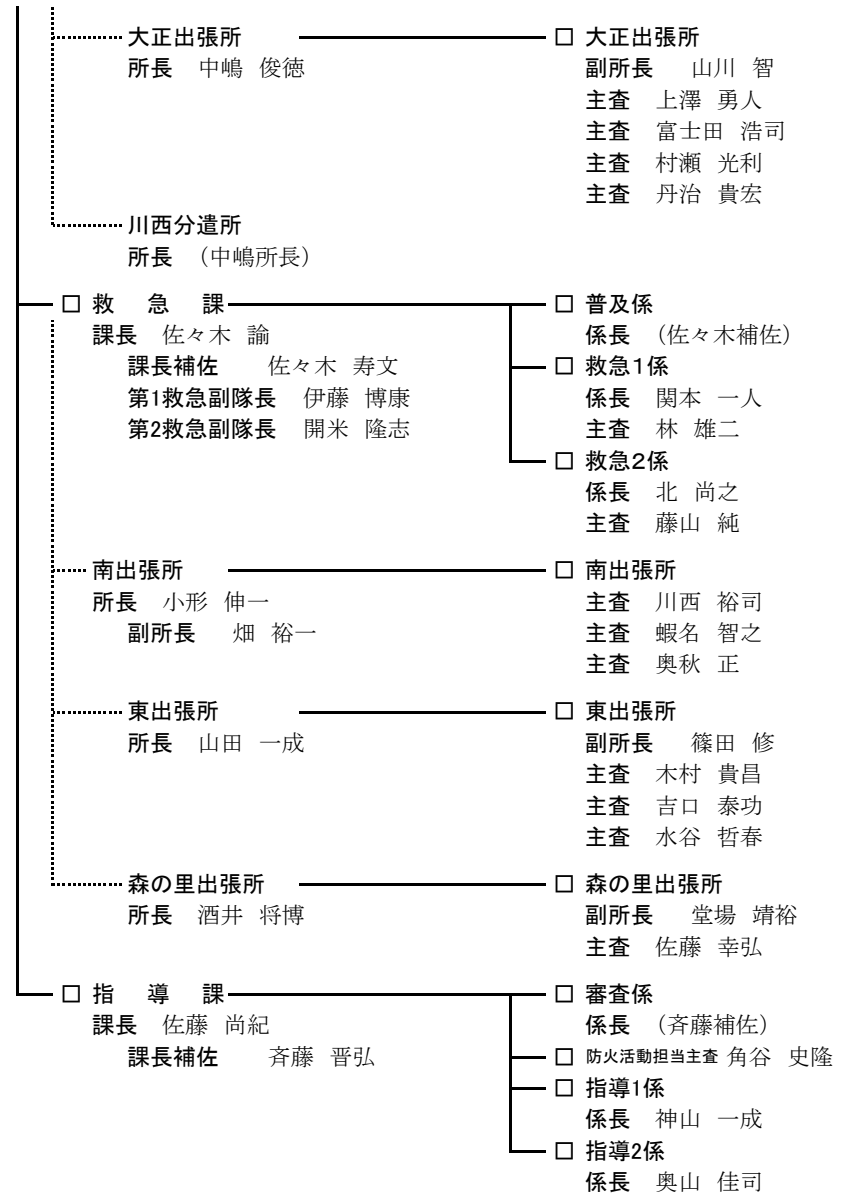 大正出張所 □ 大正出張所
所長 中嶋 俊徳 副所長 山川 智
主査 上澤 勇人
主査 富士田 浩司
主査 村瀬 光利
主査 丹治 貴宏
川西分遣所
所長 （中嶋所長）
□ 救 急 課 □ 普及係
課長 佐々木 諭 係長 （佐々木補佐）
課長補佐 佐々木 寿文 □ 救急1係
第1救急副隊長 伊藤 博康 係長 関本 一人
第2救急副隊長 開米 隆志 主査 林 雄二
□ 救急2係
係長 北 尚之
主査 藤山 純
南出張所 □ 南出張所
所長 小形 伸一 主査 川西 裕司
副所長 畑 裕一 主査 蝦名 智之
主査 奥秋 正
東出張所 □ 東出張所
所長 山田 一成 副所長 篠田 修
主査 木村 貴昌
主査 吉口 泰功
主査 水谷 哲春
森の里出張所 □ 森の里出張所
所長 酒井 将博 副所長 堂場 靖裕
主査 佐藤 幸弘
□ 指 導 課 □ 審査係
課長 佐藤 尚紀 係長 （斉藤補佐）
課長補佐 斉藤 晋弘 □ 防火活動担当主査 角谷 史隆
□ 指導1係
係長 神山 一成
□ 指導2係
係長 奥山 佳司